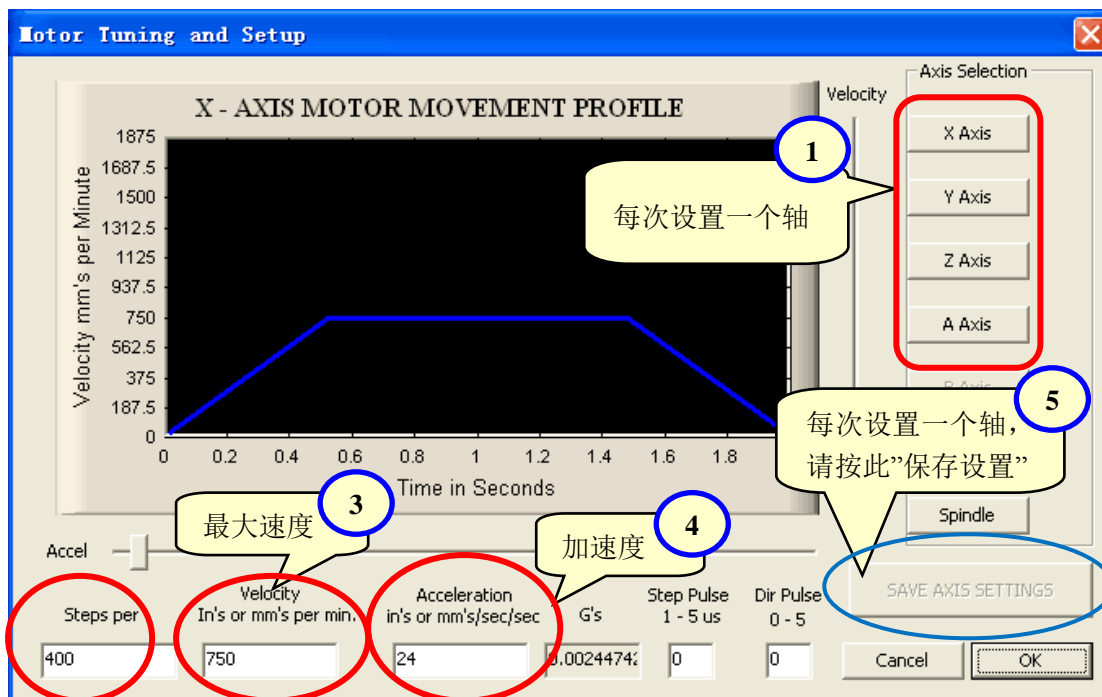 Motor Tuning and Setup
Axis Selection
X - AXIS MOTOR MOVEMENT PROFILE
Velocity
1875
1687.5
1500
1312.5
1125
937.5
750
562.5
375
187.5
0
Velocity mm's per Minute
0 0.2 0.4 0.6 0.8 1 1.2 1.4 1.6 1.8
Time in Seconds
1
每次设置一个轴
X Axis
Y Axis
Z Axis
A Axis
B Axis
5
每次设置一个轴，
请按此”保存设置”
Spindle
3
最大速度
4
加速度
Accel
Steps per
Velocity
In's or mm's per min.
Acceleration
in's or mm's/sec/sec
G's
Step Pulse
1 - 5 us
Dir Pulse
0 - 5
SAVE AXIS SETTINGS
400
750
24
0.00244742
0
0
Cancel
OK